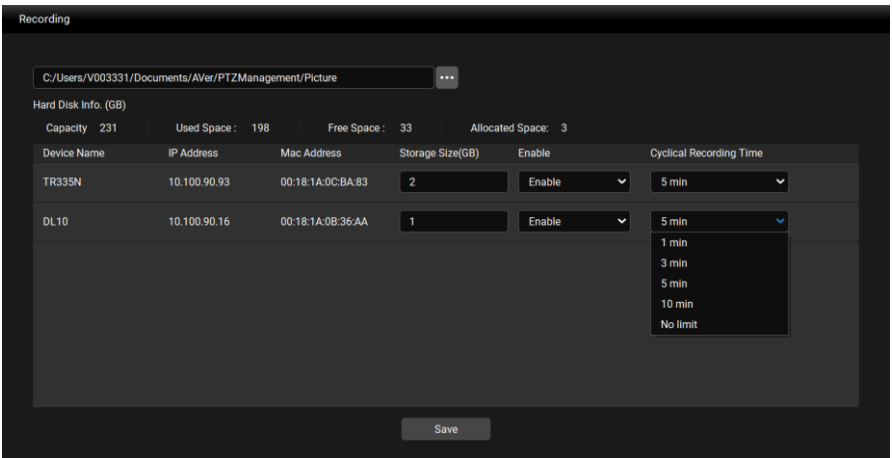 Recording
C:/Users/V003331/Documents/AVer/PTZManagement/Picture ...
Hard Disk Info. (GB)
Capacity 231 Used Space : 198 Free Space : 33 Allocated Space: 3
Device Name IP Address Mac Address Storage Size(GB) Enable Cyclical Recording Time
TR335N 10.100.90.93 00:18:1A:0C:BA:83 2 Enable 5 min
DL10 10.100.90.16 00:18:1A:0B:36:AA 1 Enable 5 min
1 min
3 min
5 min
10 min
No limit
Save